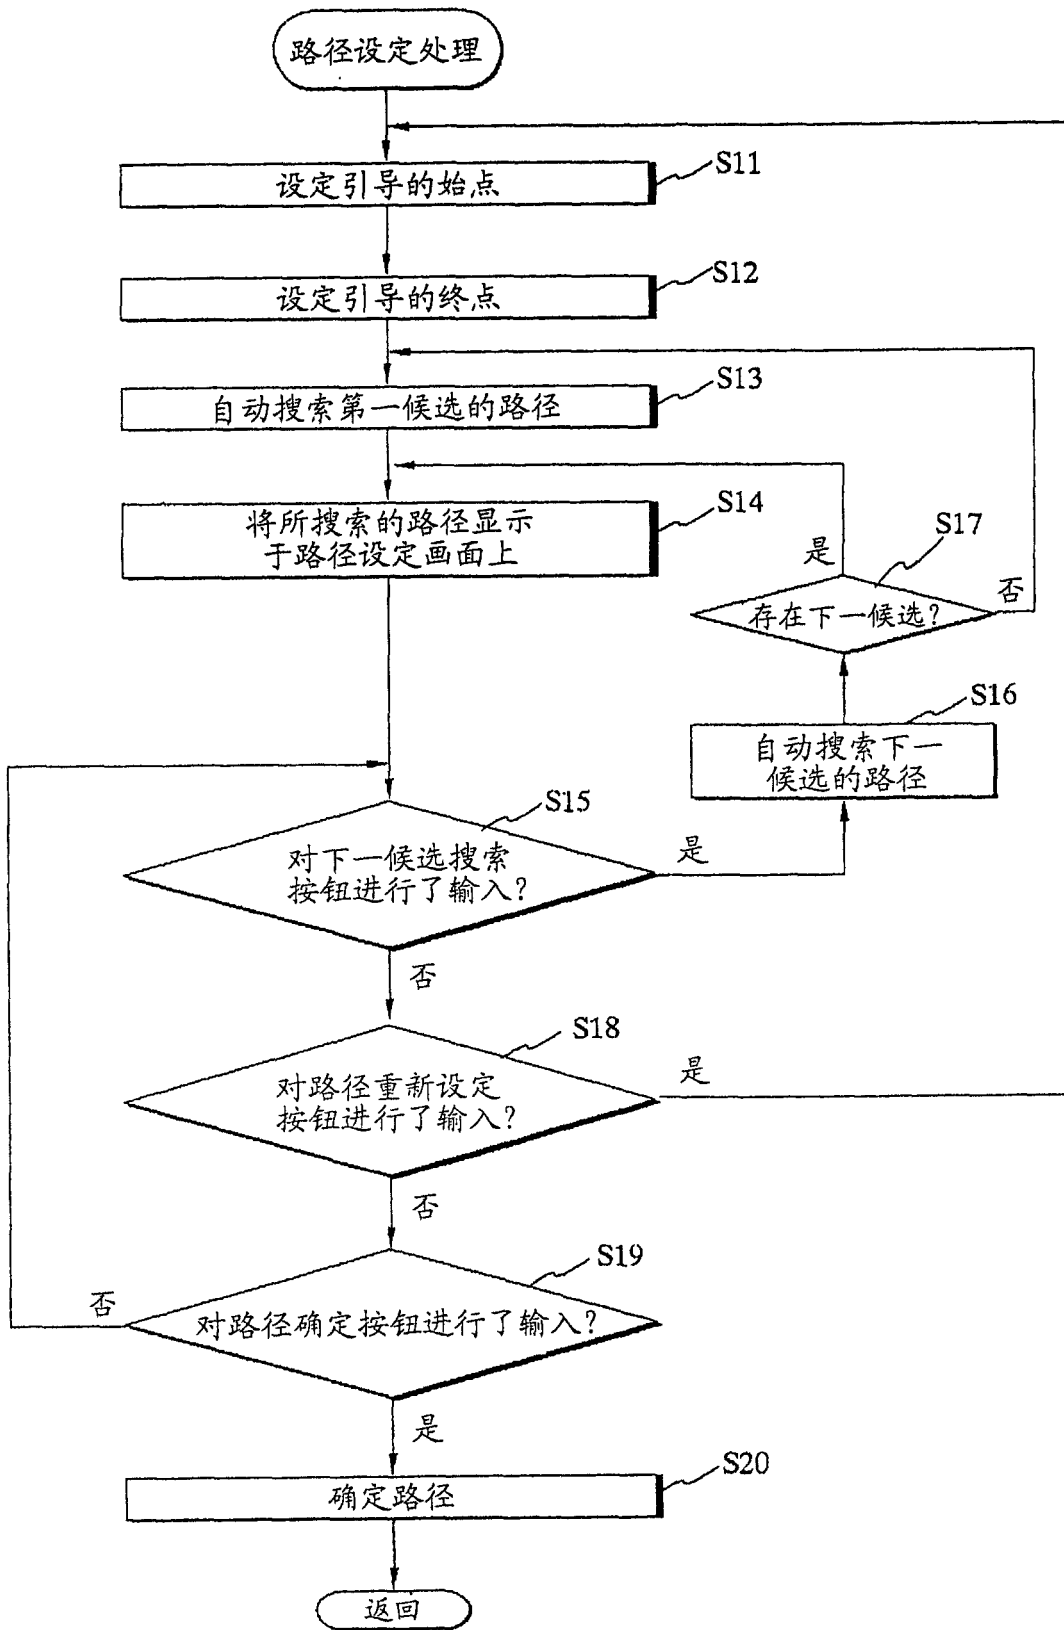 路径设定处理
S11
设定引导的始点
S12
设定引导的终点
S13
自动搜索第一候选的路径
S14
将所搜索的路径显示
于路径设定画面上
S17
是
否
存在下一候选?
S16
自动搜索下一
候选的路径
S15
对下一候选搜索
按钮进行了输入?
是
否
S18
对路径重新设定
按钮进行了输入?
是
否
S19
对路径确定按钮进行了输入?
否
是
S20
确定路径
返回